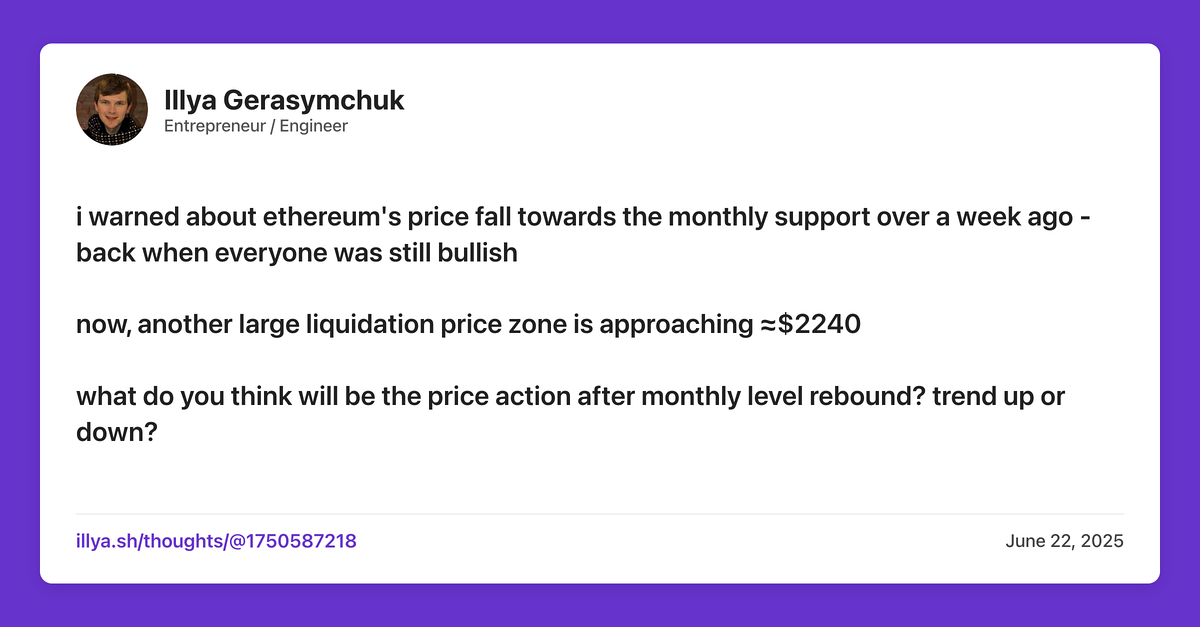 Illya Gerasymchuk
Entrepreneur / Engineer
i warned about ethereum's price fall towards the monthly support over a week ago -
back when everyone was still bullish
now, another large liquidation price zone is approaching ≈$2240
what do you think will be the price action after monthly level rebound? trend up or
down?
illya.sh/thoughts/@1750587218
June 22, 2025